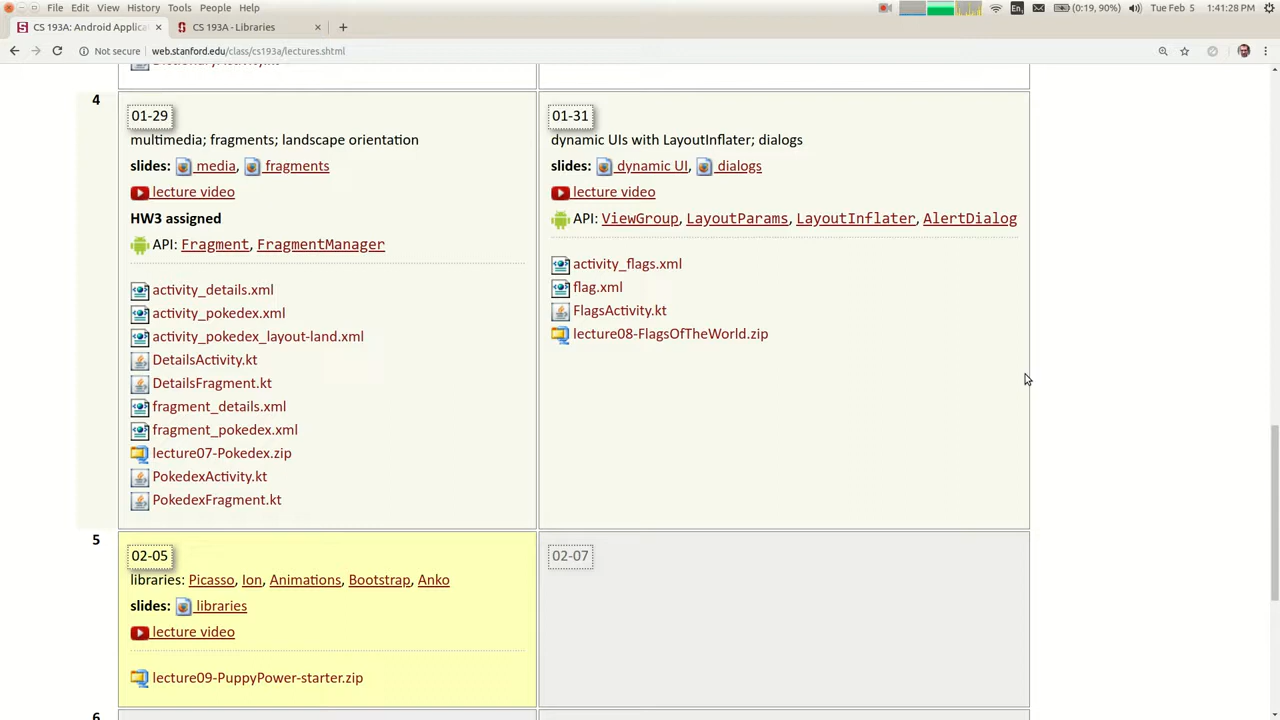 File Edit View History Tools People Help
En
(0:19, 90%)
Tue Feb 5
1:41:28 PM
CS 193A: Android Applica
CS 193A - Libraries
Not secure
web.stanford.edu/class/cs193a/lectures.shtml
4
01-29
multimedia; fragments; landscape orientation
slides: media, fragments
lecture video
HW3 assigned
API: Fragment, FragmentManager
activity_details.xml
activity_pokedex.xml
activity_pokedex_layout-land.xml
DetailsActivity.kt
DetailsFragment.kt
fragment_details.xml
fragment_pokedex.xml
lecture07-Pokedex.zip
PokedexActivity.kt
PokedexFragment.kt
01-31
dynamic UIs with LayoutInflater; dialogs
slides: dynamic UI, dialogs
lecture video
API: ViewGroup, LayoutParams, LayoutInflater, AlertDialog
activity_flags.xml
flag.xml
FlagsActivity.kt
lecture08-FlagsOfTheWorld.zip
5
02-05
libraries: Picasso, Ion, Animations, Bootstrap, Anko
slides: libraries
lecture video
lecture09-PuppyPower-starter.zip
02-07
6